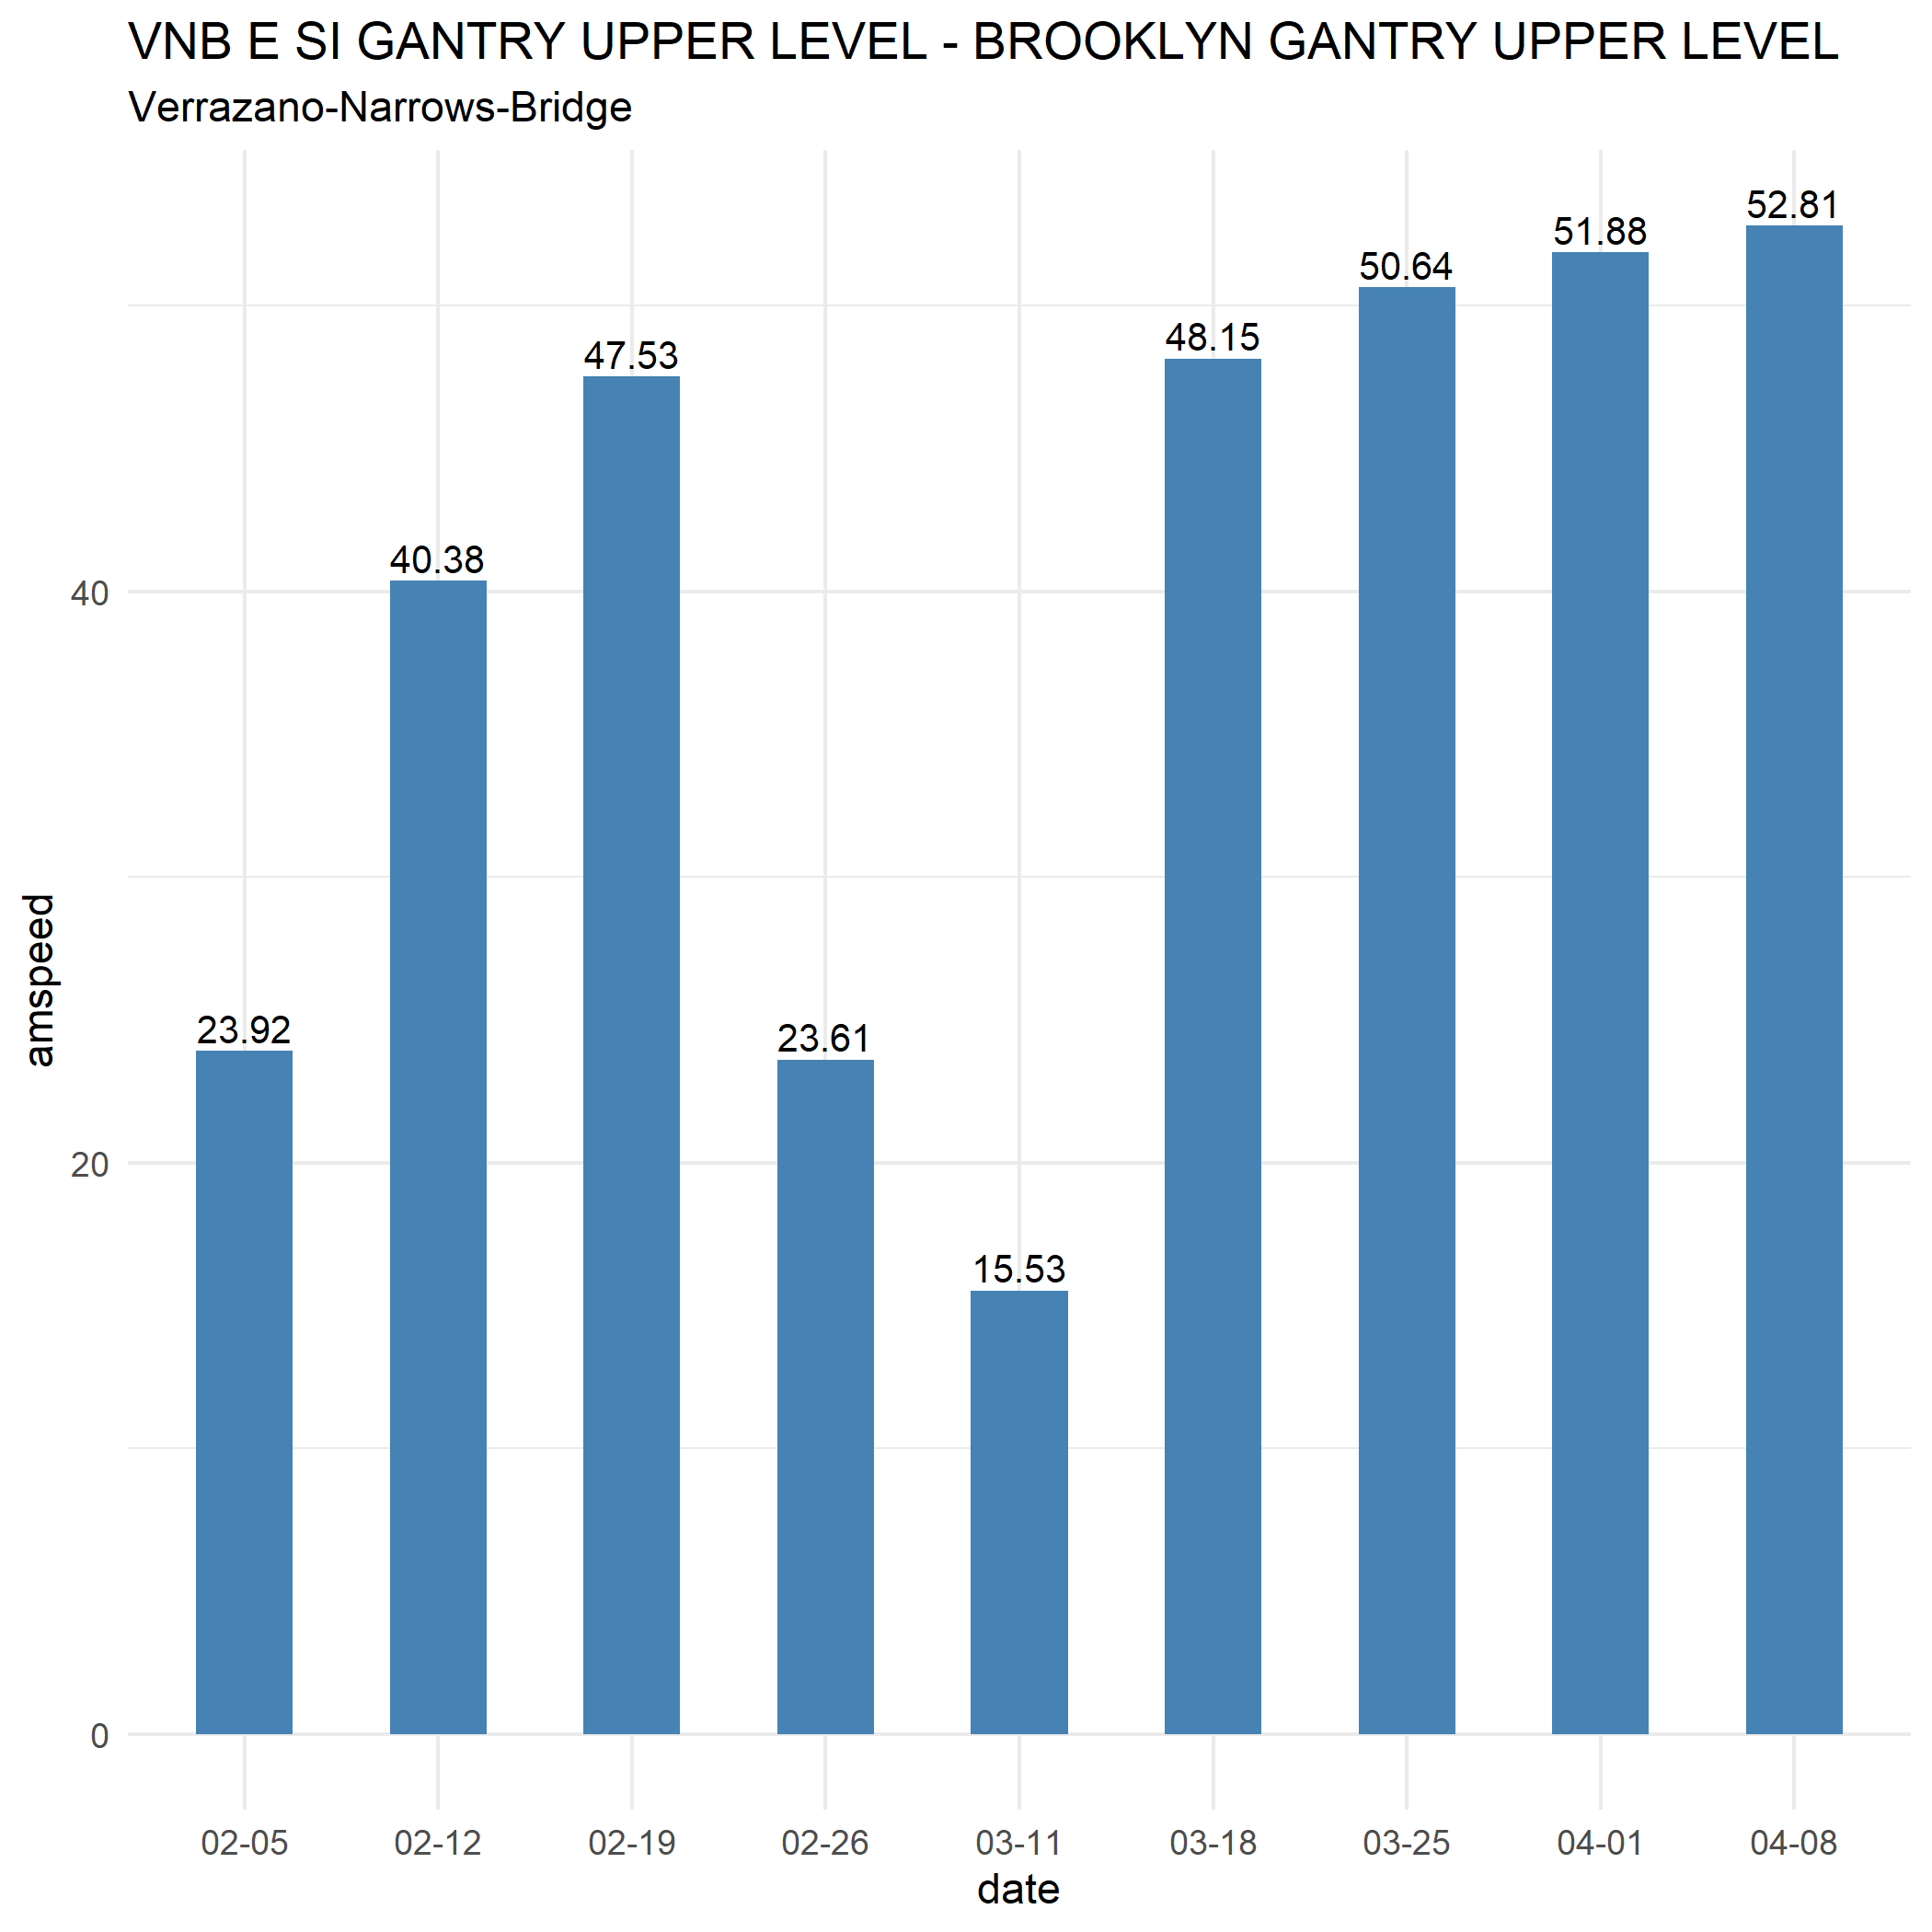 VNB E SI GANTRY UPPER LEVEL - BROOKLYN GANTRY UPPER LEVEL
Verrazano-Narrows-Bridge
52.81
51.88
50.64
48.15
47.53
40.38
40
amspeed
23.92
23.61
20
15.53
0
02-05 02-12 02-19 02-26 03-11 03-18 03-25 04-01 04-08
date